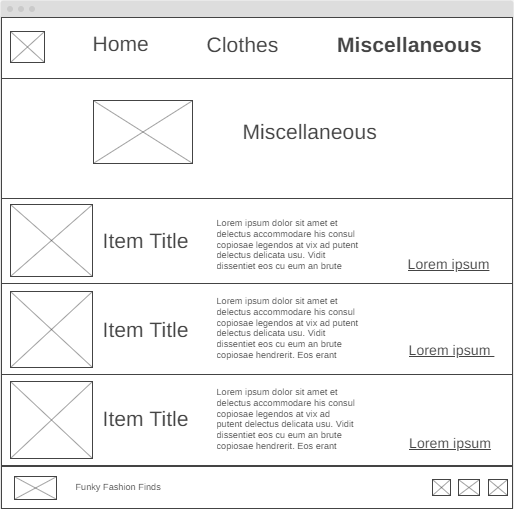 Home Clothes Miscellaneous
Miscellaneous
Item Title
Lorem ipsum dolor sit amet et
delectus accommodare his consul
copiosae legendos at vix ad putent
delectus delicata usu. Vidit
dissentiet eos cu eum an brute
Lorem ipsum
Item Title
Lorem ipsum dolor sit amet et
delectus accommodare his consul
copiosae legendos at vix ad putent
delectus delicata usu. Vidit
dissentiet eos cu eum an brute
copiosae hendrerit. Eos erant
Lorem ipsum
Item Title
Lorem ipsum dolor sit amet et
delectus accommodare his consul
copiosae legendos at vix ad
putent delectus delicata usu. Vidit
dissentiet eos cu eum an brute
copiosae hendrerit. Eos erant
Lorem ipsum
Funky Fashion Finds